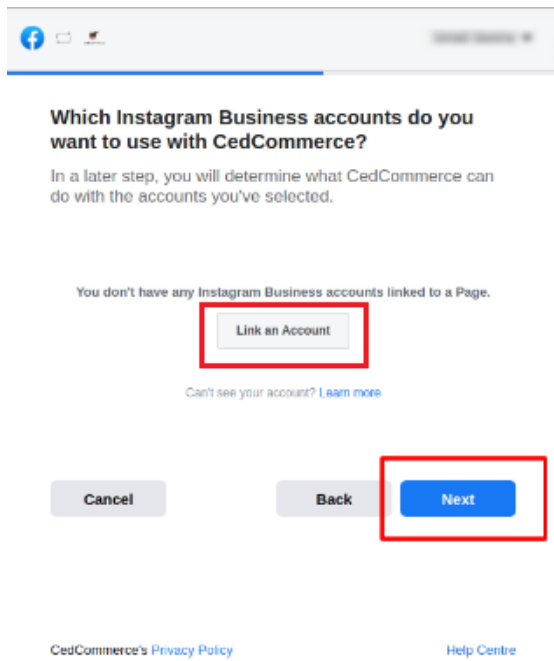 Which Instagram Business accounts do you
want to use with CedCommerce?
In a later step, you will determine what CedCommerce can
do with the accounts you've selected.
You don't have any Instagram Business accounts linked to a Page.
Link an Account
Can't see your account? Learn more
Cancel Back Next
CedCommerce's Privacy Policy Help Centre